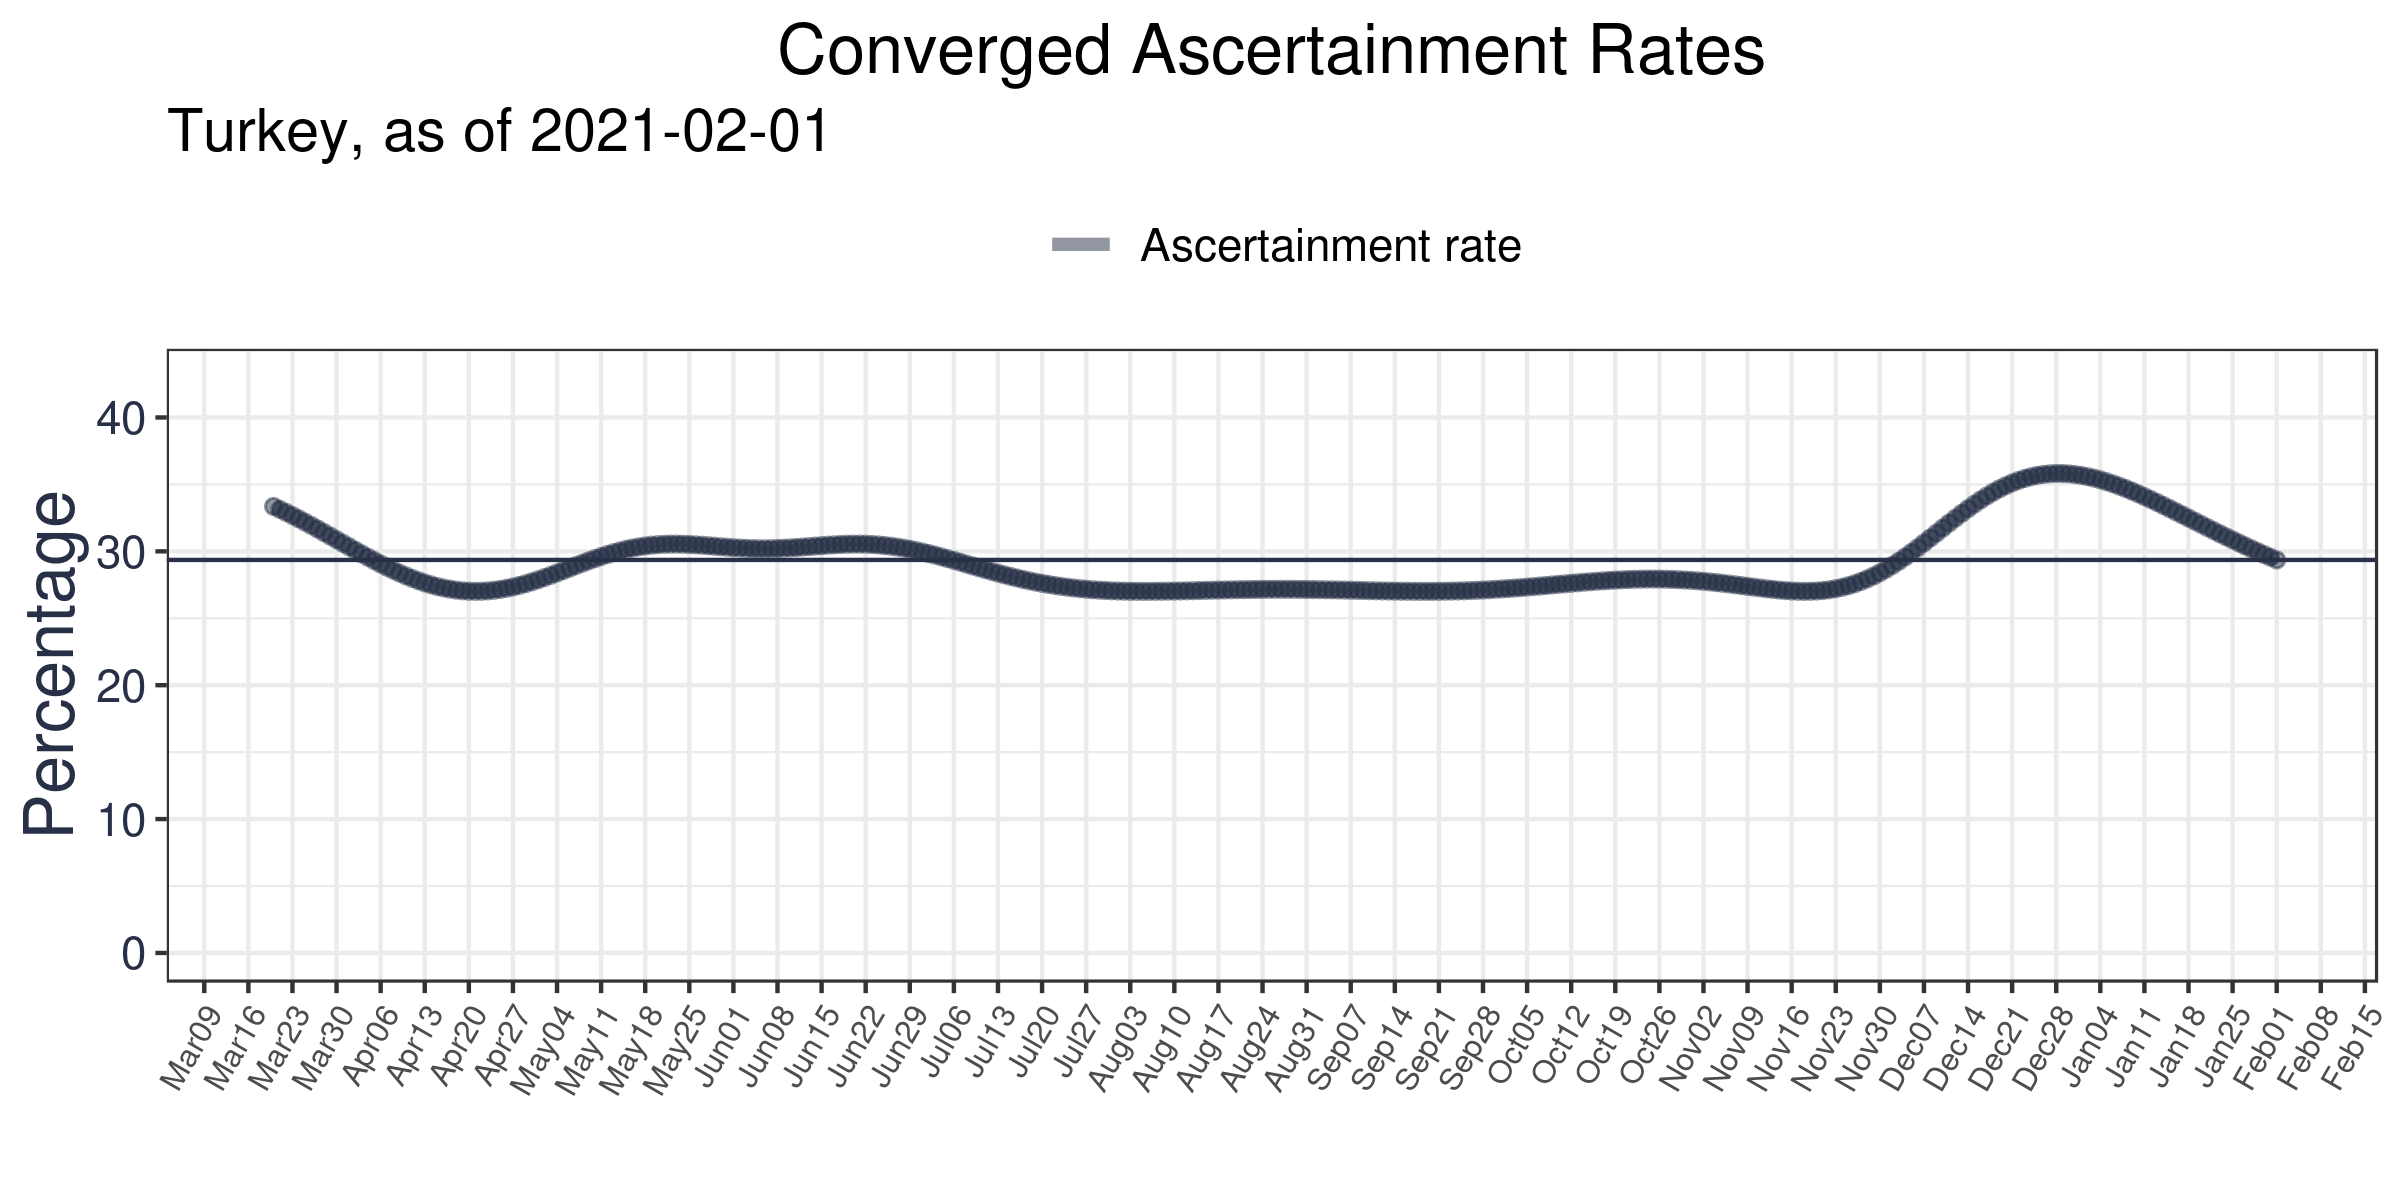 Converged Ascertainment Rates
Turkey, as of 2021-02-01
Ascertainment rate
Percentage
40
30
20
10
0
Mar09 Mar16 Mar23 Mar30 Apr06 Apr13 Apr20 Apr27 May04 May11 May18 May25 Jun01 Jun08 Jun15 Jun22 Jun29 Jul06 Jul13 Jul20 Jul27 Aug03 Aug10 Aug17 Aug24 Aug31 Sep07 Sep14 Sep21 Sep28 Oct05 Oct12 Oct19 Oct26 Nov02 Nov09 Nov16 Nov23 Nov30 Dec07 Dec14 Dec21 Dec28 Jan04 Jan11 Jan18 Jan25 Feb01 Feb08 Feb15